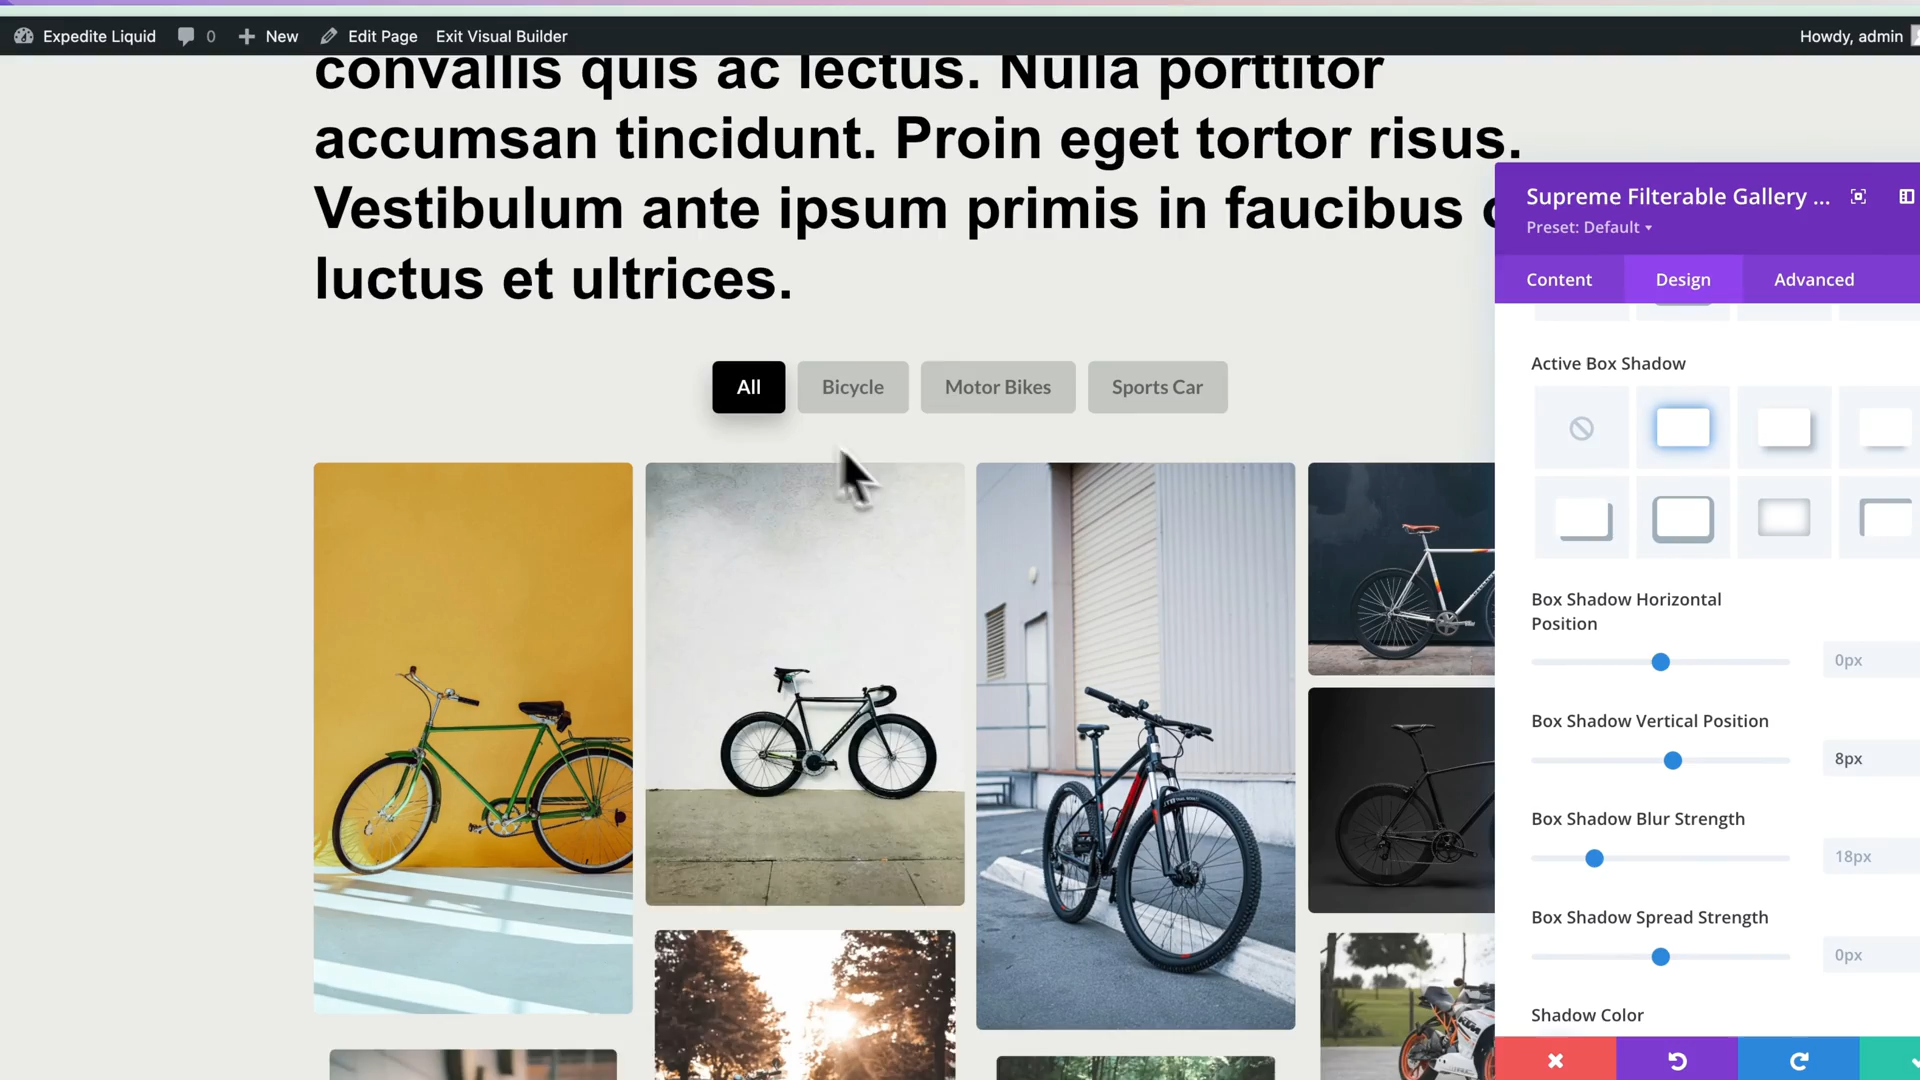 Expedite Liquid 0 New Edit Page Exit Visual Builder Howdy, admin
convallis quis ac lectus. Nulla porttitor
accumsan tincidunt. Proin eget tortor risus.
Vestibulum ante ipsum primis in faucibus
luctus et ultrices.
All Bicycle Motor Bikes Sports Car
Supreme Filterable Gallery ...
Preset: Default
Content Design Advanced
Active Box Shadow
Box Shadow Horizontal
Position
0px
Box Shadow Vertical Position
8px
Box Shadow Blur Strength
18px
Box Shadow Spread Strength
0px
Shadow Color